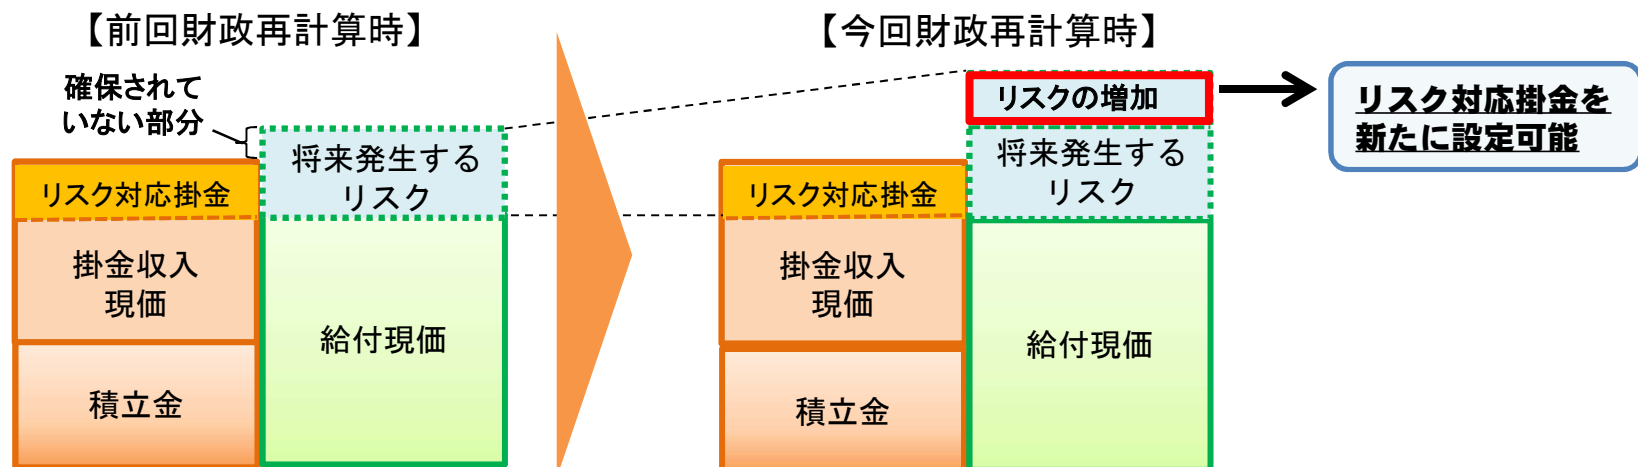 【前回財政再計算時】
確保されて
いない部分
将来発生する
リスク
リスク対応掛金
掛金収入
現価
給付現価
積立金
【今回財政再計算時】
リスクの増加
将来発生する
リスク
リスク対応掛金
掛金収入
現価
給付現価
積立金
リスク対応掛金を
新たに設定可能